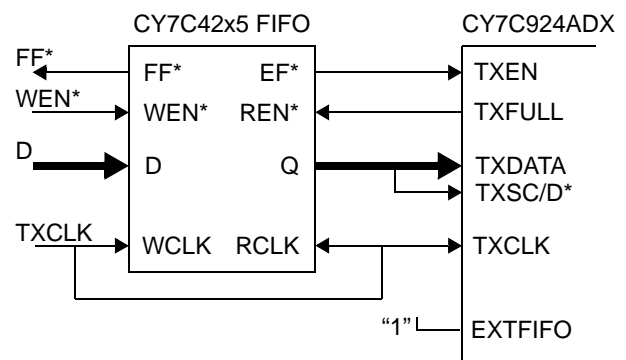 CY7C42x5 FIFO CY7C924ADX
FF* FF* EF* TXEN
WEN* WEN* REN* TXFULL
D D Q TXDATA
TXSC/D*
TXCLK WCLK RCLK TXCLK
“1” EXTFIFO